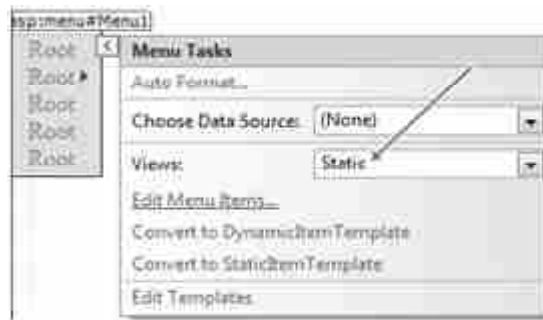 asp:menu#Menu1
Root
Root
Root
Root
Root
Menu Tasks
Auto Format...
Choose Data Source: (None)
Views: Static
Edit Menu Items...
Convert to DynamicItemTemplate
Convert to StaticItemTemplate
Edit Templates